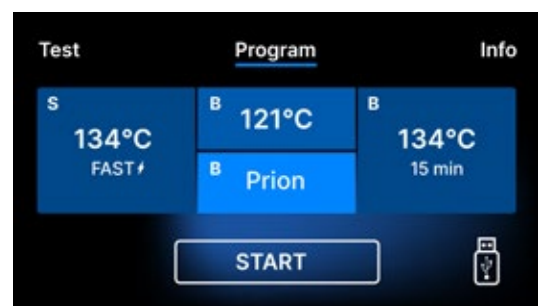 Test Program Info
S
134°C
FAST
B
121°C
B
Prion
B
134°C
15 min
START